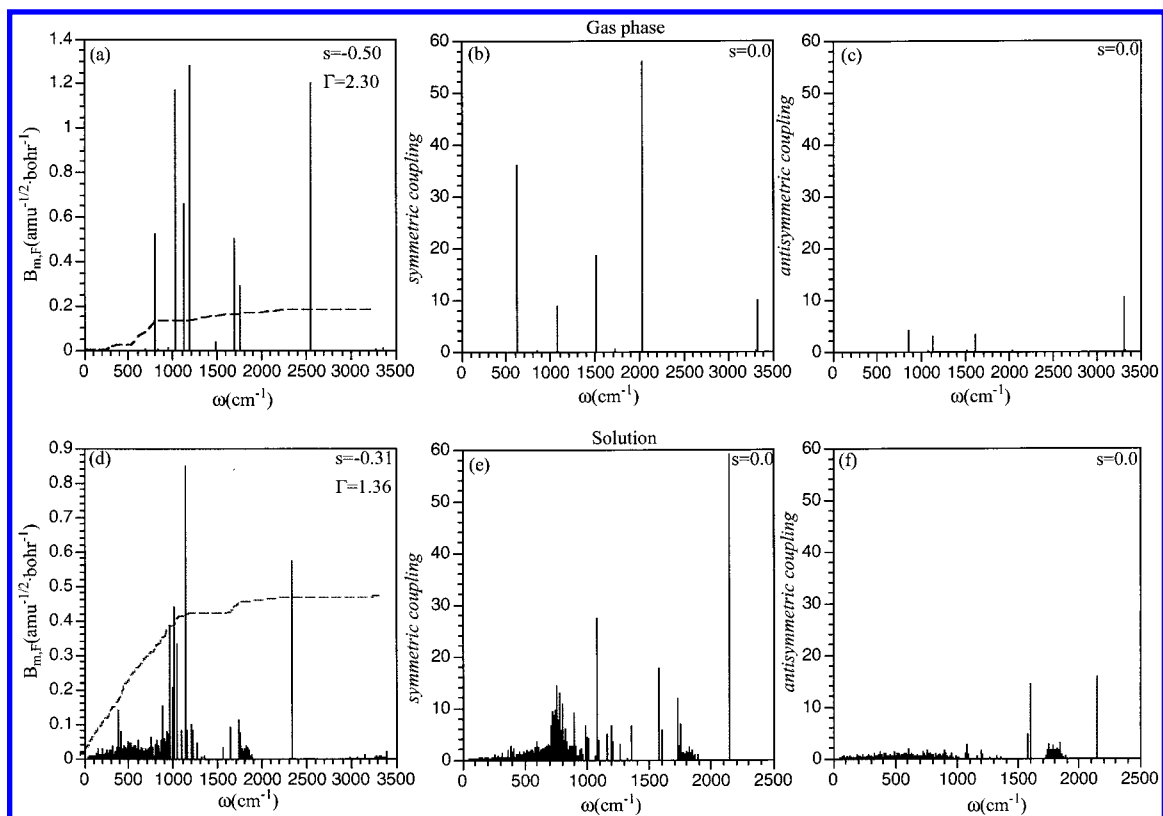 Gas phase
(a)
s=-0.50
Γ=2.30
1.4
1.2
1
0.8
0.6
0.4
0.2
0
B_{m,F}(amu^{-1/2}·bohr^{-1})
0 500 1000 1500 2000 2500 3000 3500
ω(cm^{-1})
(b)
s=0.0
60
50
40
30
20
10
0
symmetric coupling
0 500 1000 1500 2000 2500 3000 3500
ω(cm^{-1})
(c)
s=0.0
60
50
40
30
20
10
0
antisymmetric coupling
0 500 1000 1500 2000 2500 3000 3500
ω(cm^{-1})
Solution
(d)
s=-0.31
Γ=1.36
0.9
0.8
0.7
0.6
0.5
0.4
0.3
0.2
0.1
0
B_{m,F}(amu^{-1/2}·bohr^{-1})
0 500 1000 1500 2000 2500 3000 3500
ω(cm^{-1})
(e)
s=0.0
60
50
40
30
20
10
0
symmetric coupling
0 500 1000 1500 2000 2500
ω(cm^{-1})
(f)
s=0.0
60
50
40
30
20
10
0
antisymmetric coupling
0 500 1000 1500 2000 2500
ω(cm^{-1})